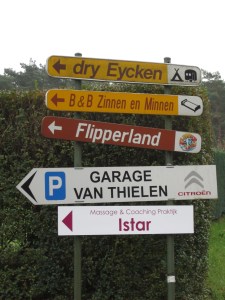 dry Eycken
B&B Zinnen en Minnen
Flipperland
P
GARAGE
VAN THIELEN
CITROËN
Massage & Coaching Praktijk
Istar